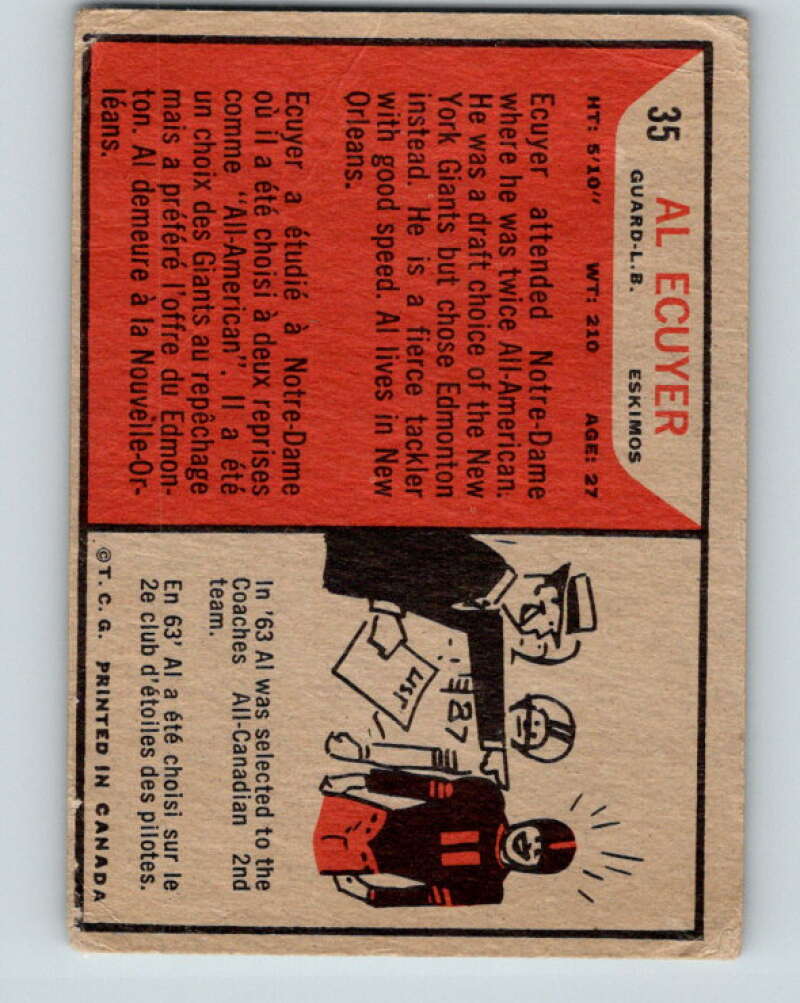 35 AL ECUYER
GUARD-L.B. ESKIMOS
HT: 5'10" WT: 210 AGE: 27
Ecuyer attended Notre-Dame
where he was twice All-American.
He was a draft choice of the New
York Giants but chose Edmonton
instead. He is a fierce tackler
with good speed. Al lives in New
Orleans.
Ecuyer a étudié à Notre-Dame
où il a été choisi à deux reprises
comme "All-American". Il a été
un choix des Giants au repêchage
mais a préféré l'offre du Edmon-
ton. Al demeure à la Nouvelle-Or-
léans.
LIST
87
11
In '63 Al was selected to the
Coaches All-Canadian 2nd
team.
En 63' Al a été choisi sur le
2e club d'étoiles des pilotes.
©T.C.G. PRINTED IN CANADA